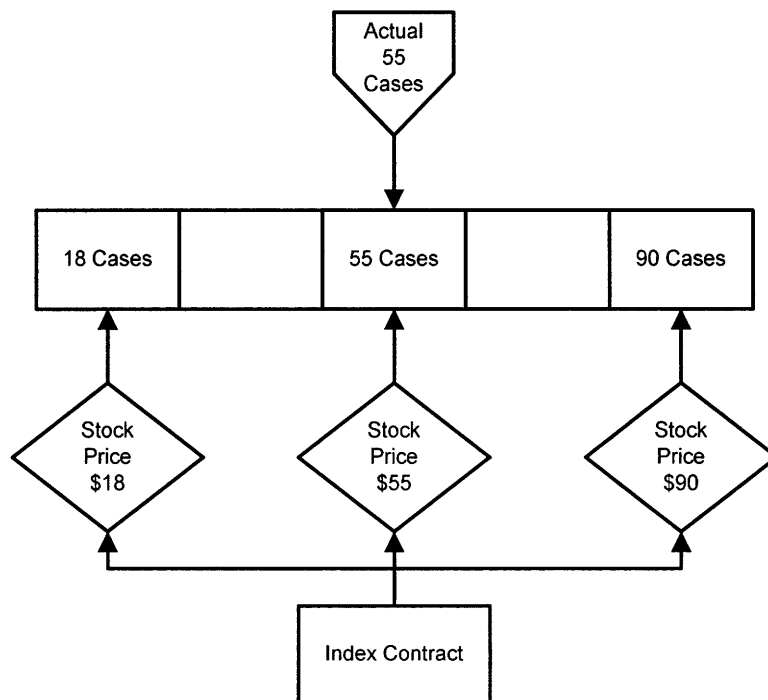 Actual
55
Cases
18 Cases
55 Cases
90 Cases
Stock
Price
$18
Stock
Price
$55
Stock
Price
$90
Index Contract